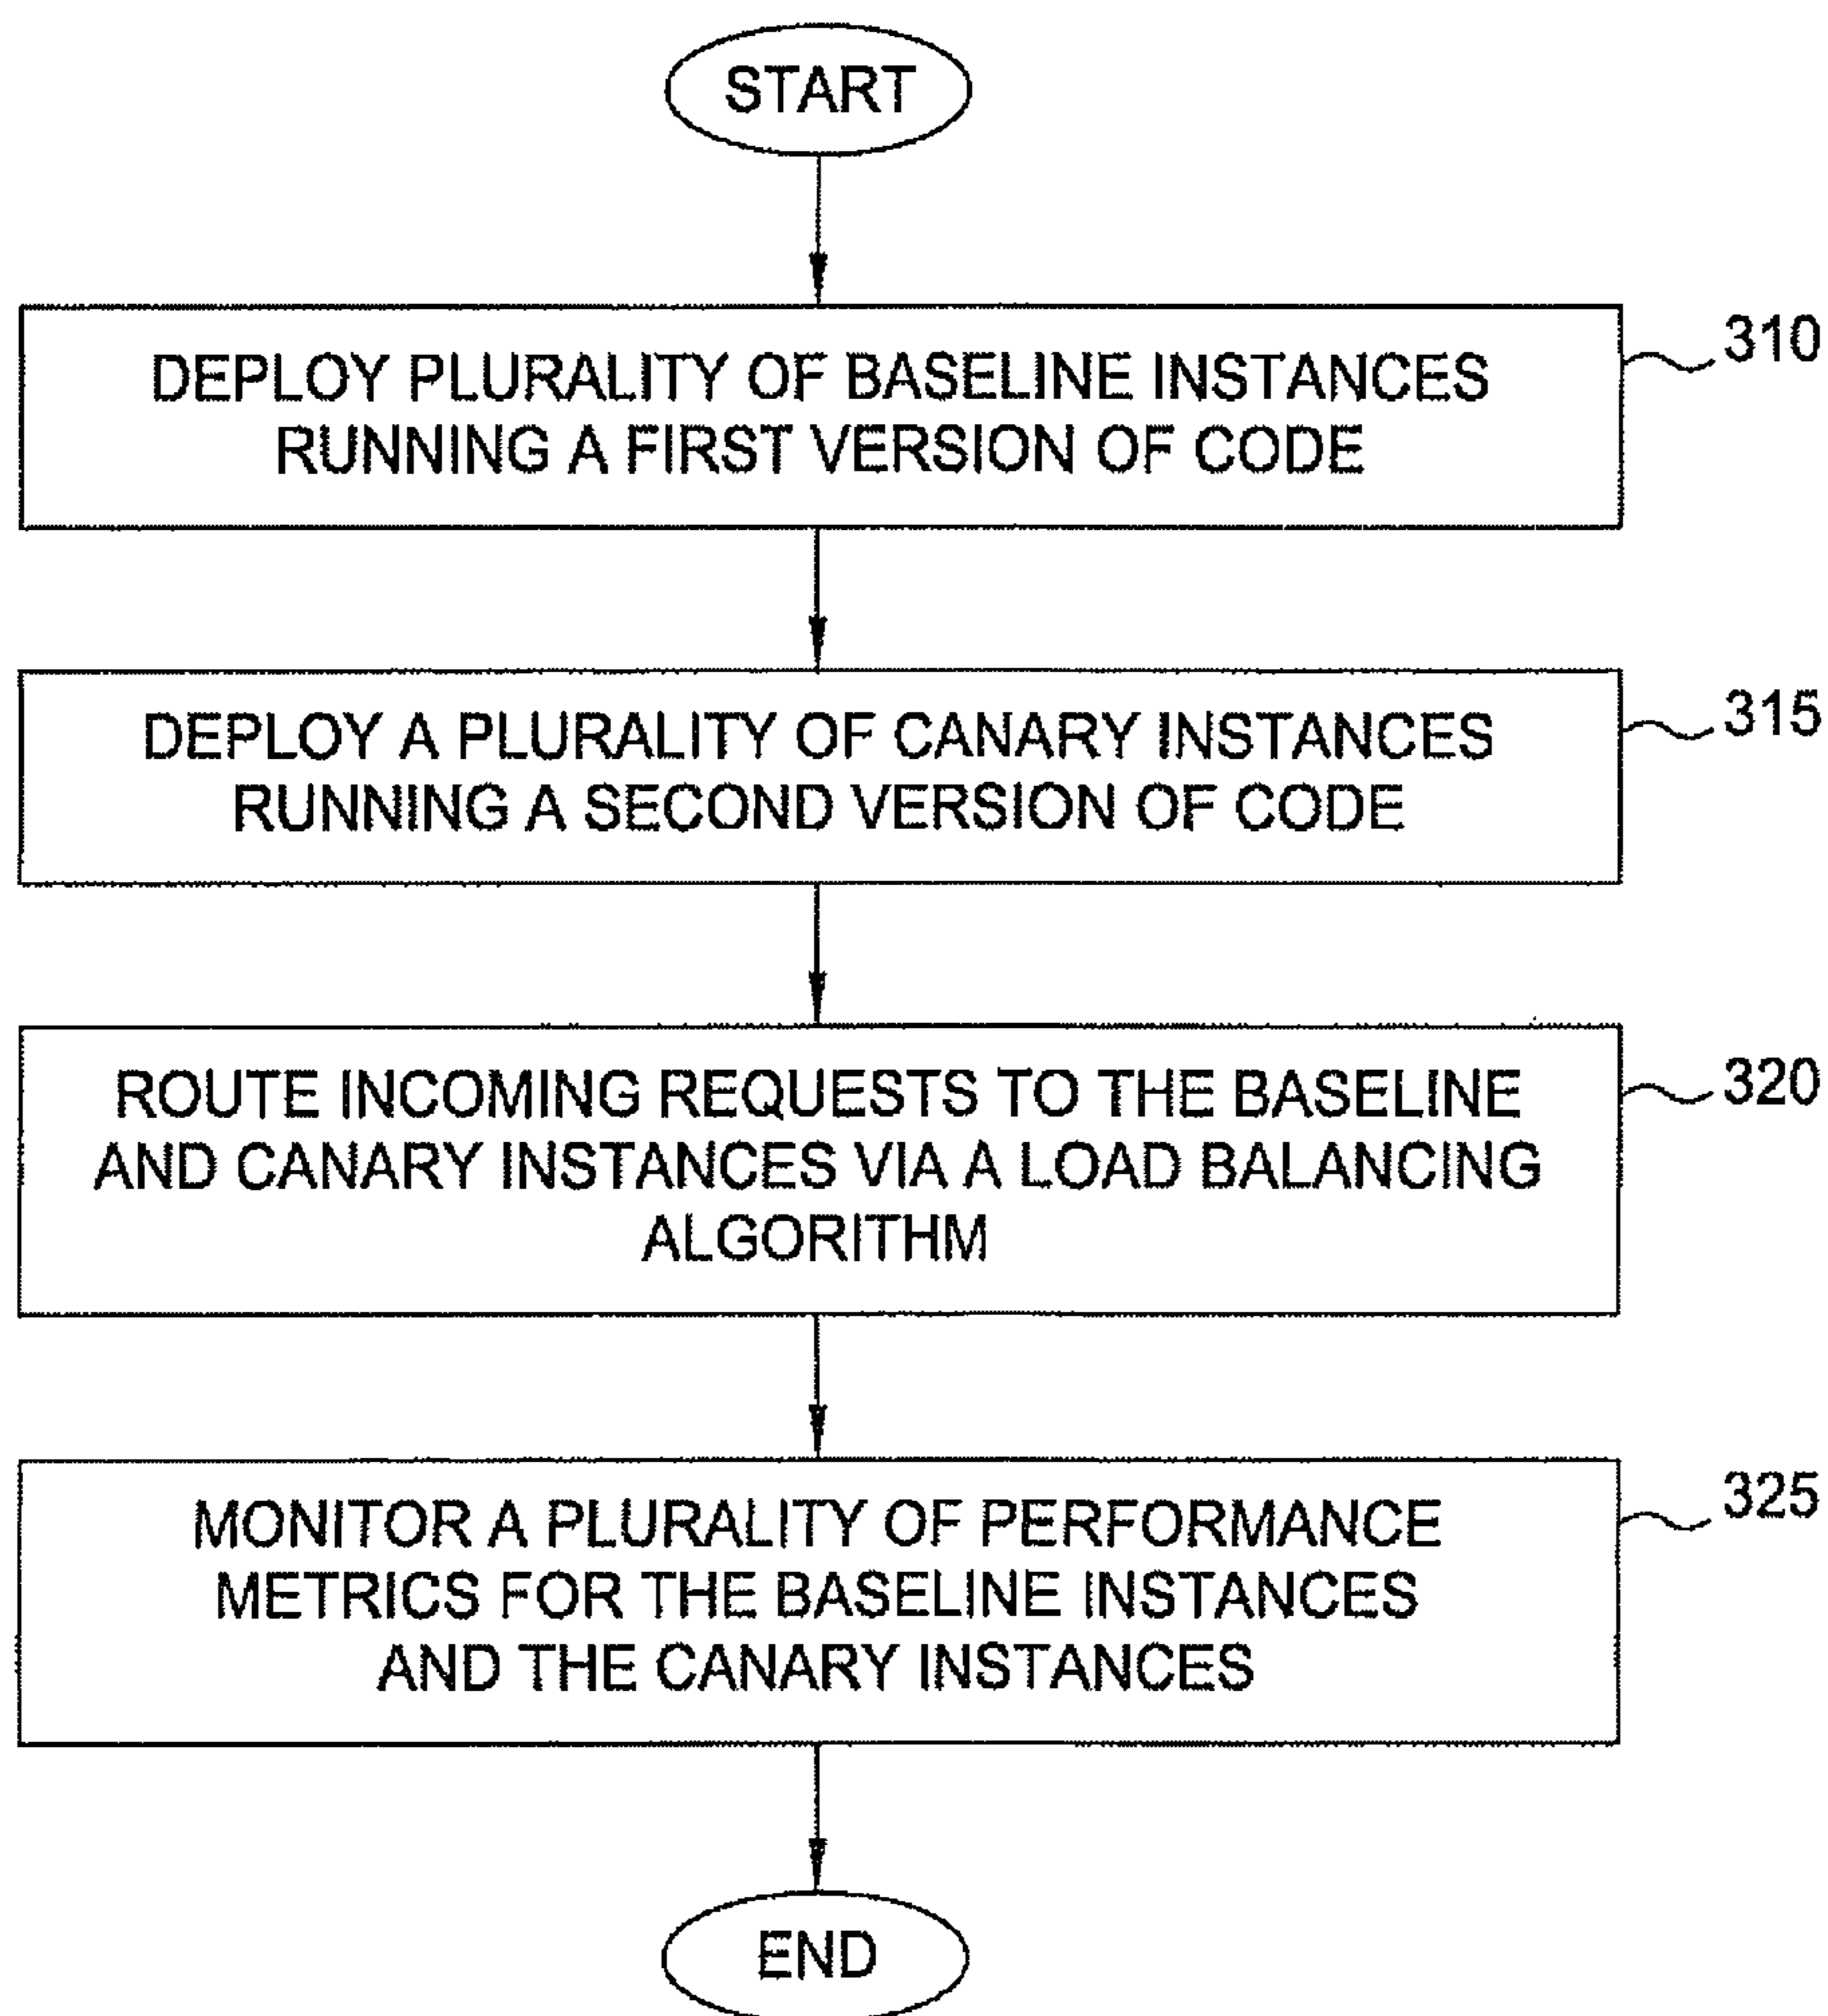 START
DEPLOY PLURALITY OF BASELINE INSTANCES
RUNNING A FIRST VERSION OF CODE
310
DEPLOY A PLURALITY OF CANARY INSTANCES
RUNNING A SECOND VERSION OF CODE
315
ROUTE INCOMING REQUESTS TO THE BASELINE
AND CANARY INSTANCES VIA A LOAD BALANCING
ALGORITHM
320
MONITOR A PLURALITY OF PERFORMANCE
METRICS FOR THE BASELINE INSTANCES
AND THE CANARY INSTANCES
325
END